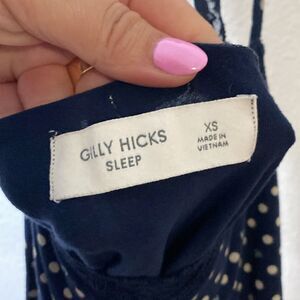 GILLY HICKS
SLEEP
XS
MADE IN
VIETNAM